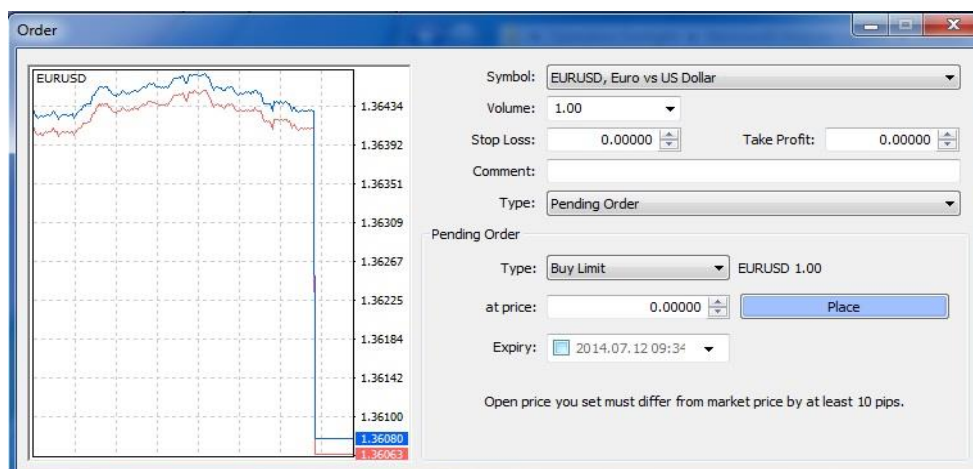 Order
EURUSD
1.36434
1.36392
1.36351
1.36309
1.36267
1.36225
1.36184
1.36142
1.36100
1.36080
1.36063
Symbol: EURUSD, Euro vs US Dollar
Volume: 1.00
Stop Loss: 0.00000 Take Profit: 0.00000
Comment:
Type: Pending Order
Pending Order
Type: Buy Limit EURUSD 1.00
at price: 0.00000 Place
Expiry: 2014.07.12 09:34
Open price you set must differ from market price by at least 10 pips.